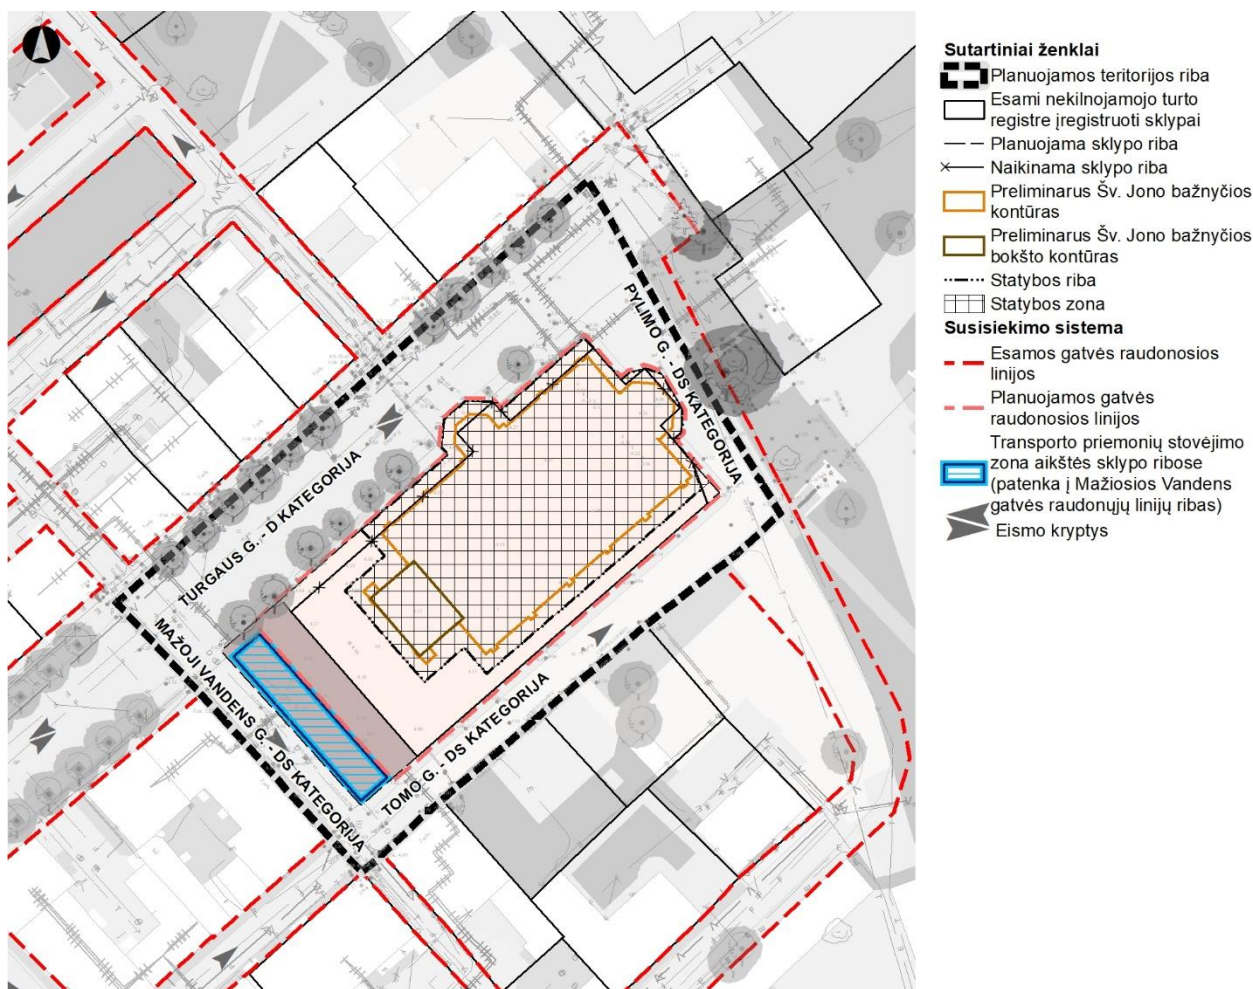 Sutartiniai ženklai
Planuojamos teritorijos riba
Esami nekilnojamojo turto
registre įregistruoti sklypai
Planuojama sklypo riba
Naikinama sklypo riba
Preliminarus Šv. Jono bažnyčios
kontūras
Preliminarus Šv. Jono bažnyčios
bokšto kontūras
Statybos riba
Statybos zona
Susisiekimo sistema
Esamos gatvės raudonosios
linijos
Planuojamos gatvės
raudonosios linijos
Transporto priemonių stovėjimo
zona aikštės sklypo ribose
(patenka į Mažiosios Vandens
gatvės raudonųjų linijų ribas)
Eismo kryptys
PYLIMO G. - DS KATEGORIJA
TURGAUS G. - D KATEGORIJA
MAŽOJI VANDENS G. - DS KATEGORIJA
TOMO G. - DS KATEGORIJA